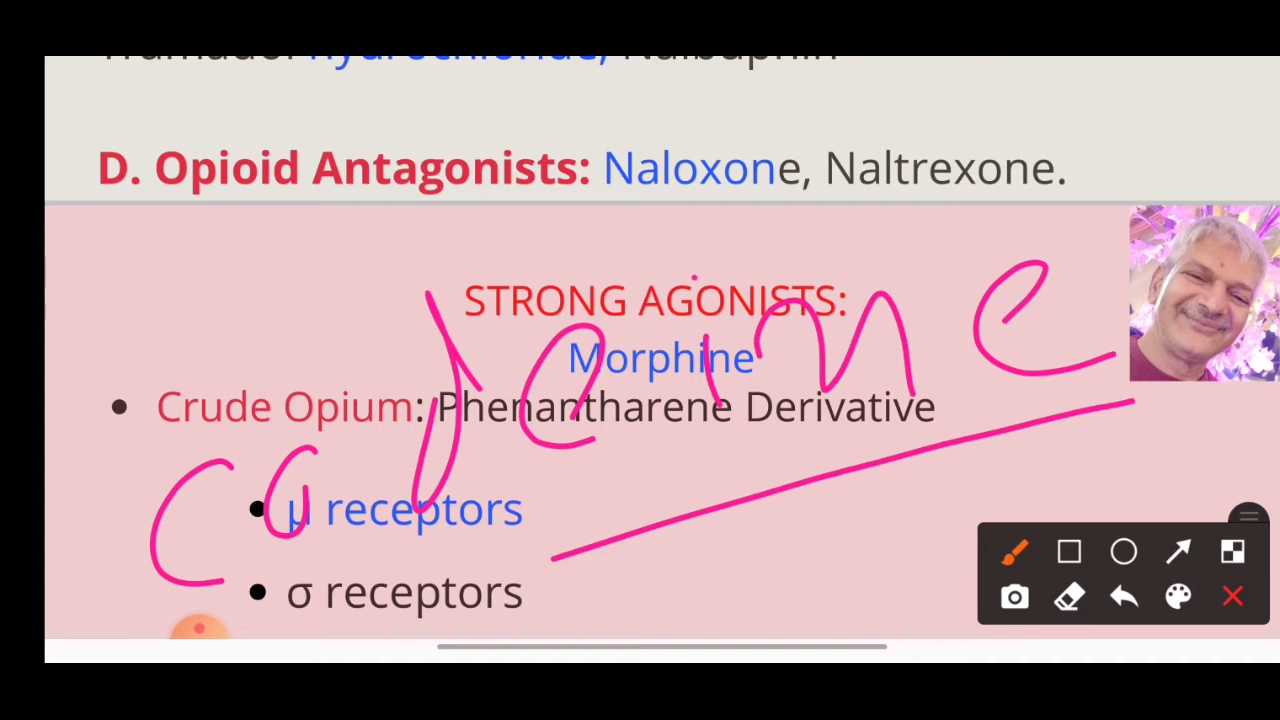 D. Opioid Antagonists: Naloxone, Naltrexone.
STRONG AGONISTS:
Morphine
• Crude Opium: Phenantharene Derivative
• μ receptors
• σ receptors
Codeine